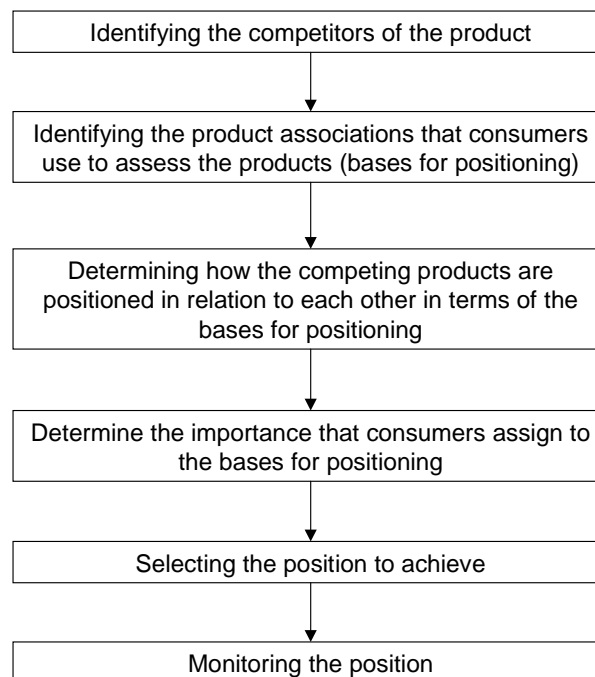 Identifying the competitors of the product
Identifying the product associations that consumers
use to assess the products (bases for positioning)
Determining how the competing products are
positioned in relation to each other in terms of the
bases for positioning
Determine the importance that consumers assign to
the bases for positioning
Selecting the position to achieve
Monitoring the position